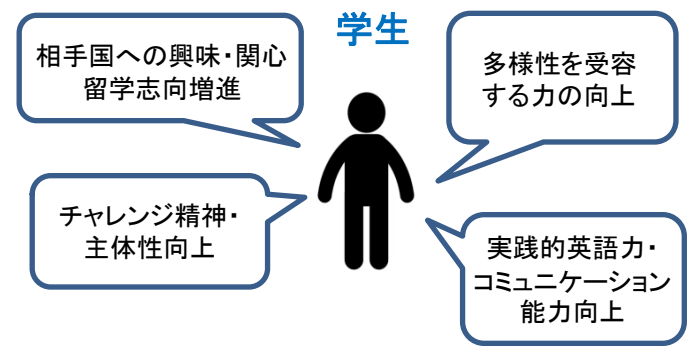 学生
相手国への興味・関心
留学志向増進
多様性を受容
する力の向上
チャレンジ精神・
主体性向上
実践的英語力・
コミュニケーション
能力向上